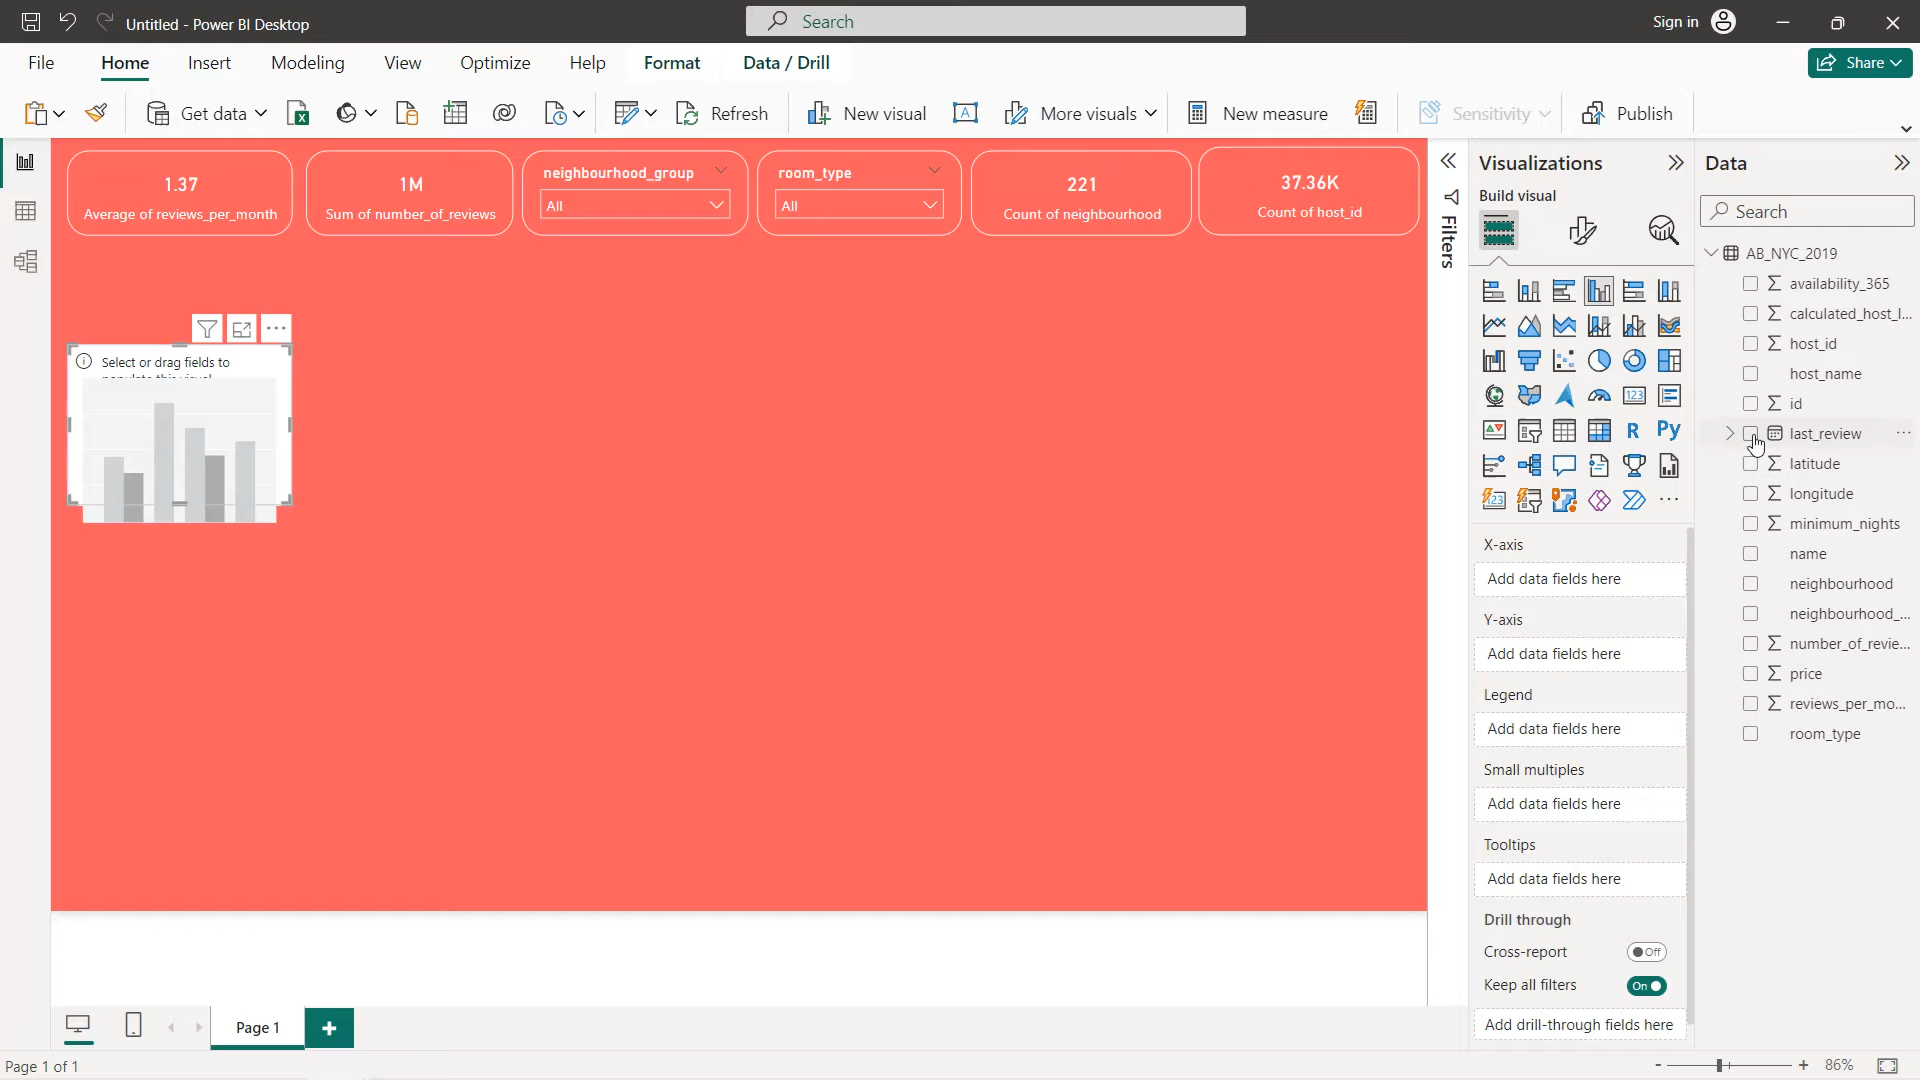 Untitled - Power BI Desktop
Search
Sign in
File
Home
Insert
Modeling
View
Optimize
Help
Format
Data / Drill
Share
Get data
Refresh
New visual
A
More visuals
New measure
Sensitivity
Publish
1.37
Average of reviews_per_month
1M
Sum of number_of_reviews
neighbourhood_group
All
room_type
All
221
Count of neighbourhood
37.36K
Count of host_id
Select or drag fields to
Filters
Visualizations
Build visual
123
R
Py
123
X-axis
Add data fields here
Y-axis
Add data fields here
Legend
Add data fields here
Small multiples
Add data fields here
Tooltips
Add data fields here
Drill through
Cross-report
Off
Keep all filters
On
Add drill-through fields here
Data
Search
AB_NYC_2019
availability_365
calculated_host_l...
host_id
host_name
id
last_review
latitude
longitude
minimum_nights
name
neighbourhood
neighbourhood_...
number_of_revie...
price
reviews_per_mo...
room_type
Page 1
Page 1 of 1
86%